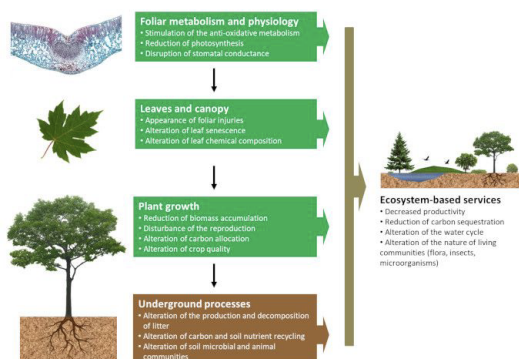 Foliar metabolism and physiology
• Stimulation of the anti-oxidative metabolism
• Reduction of photosynthesis
• Disruption of stomatal conductance
Leaves and canopy
• Appearance of foliar injuries
• Alteration of leaf senescence
• Alteration of leaf chemical composition
Plant growth
• Reduction of biomass accumulation
• Disturbance of the reproduction
• Alteration of carbon allocation
• Alteration of crop quality
Underground processes
• Alteration of the production and decomposition
of litter
• Alteration of carbon and soil nutrient recycling
• Alteration of soil microbial and animal
communities
Ecosystem-based services
• Decreased productivity
• Reduction of carbon sequestration
• Alteration of the water cycle
• Alteration of the nature of living
communities (flora, insects,
microorganisms)